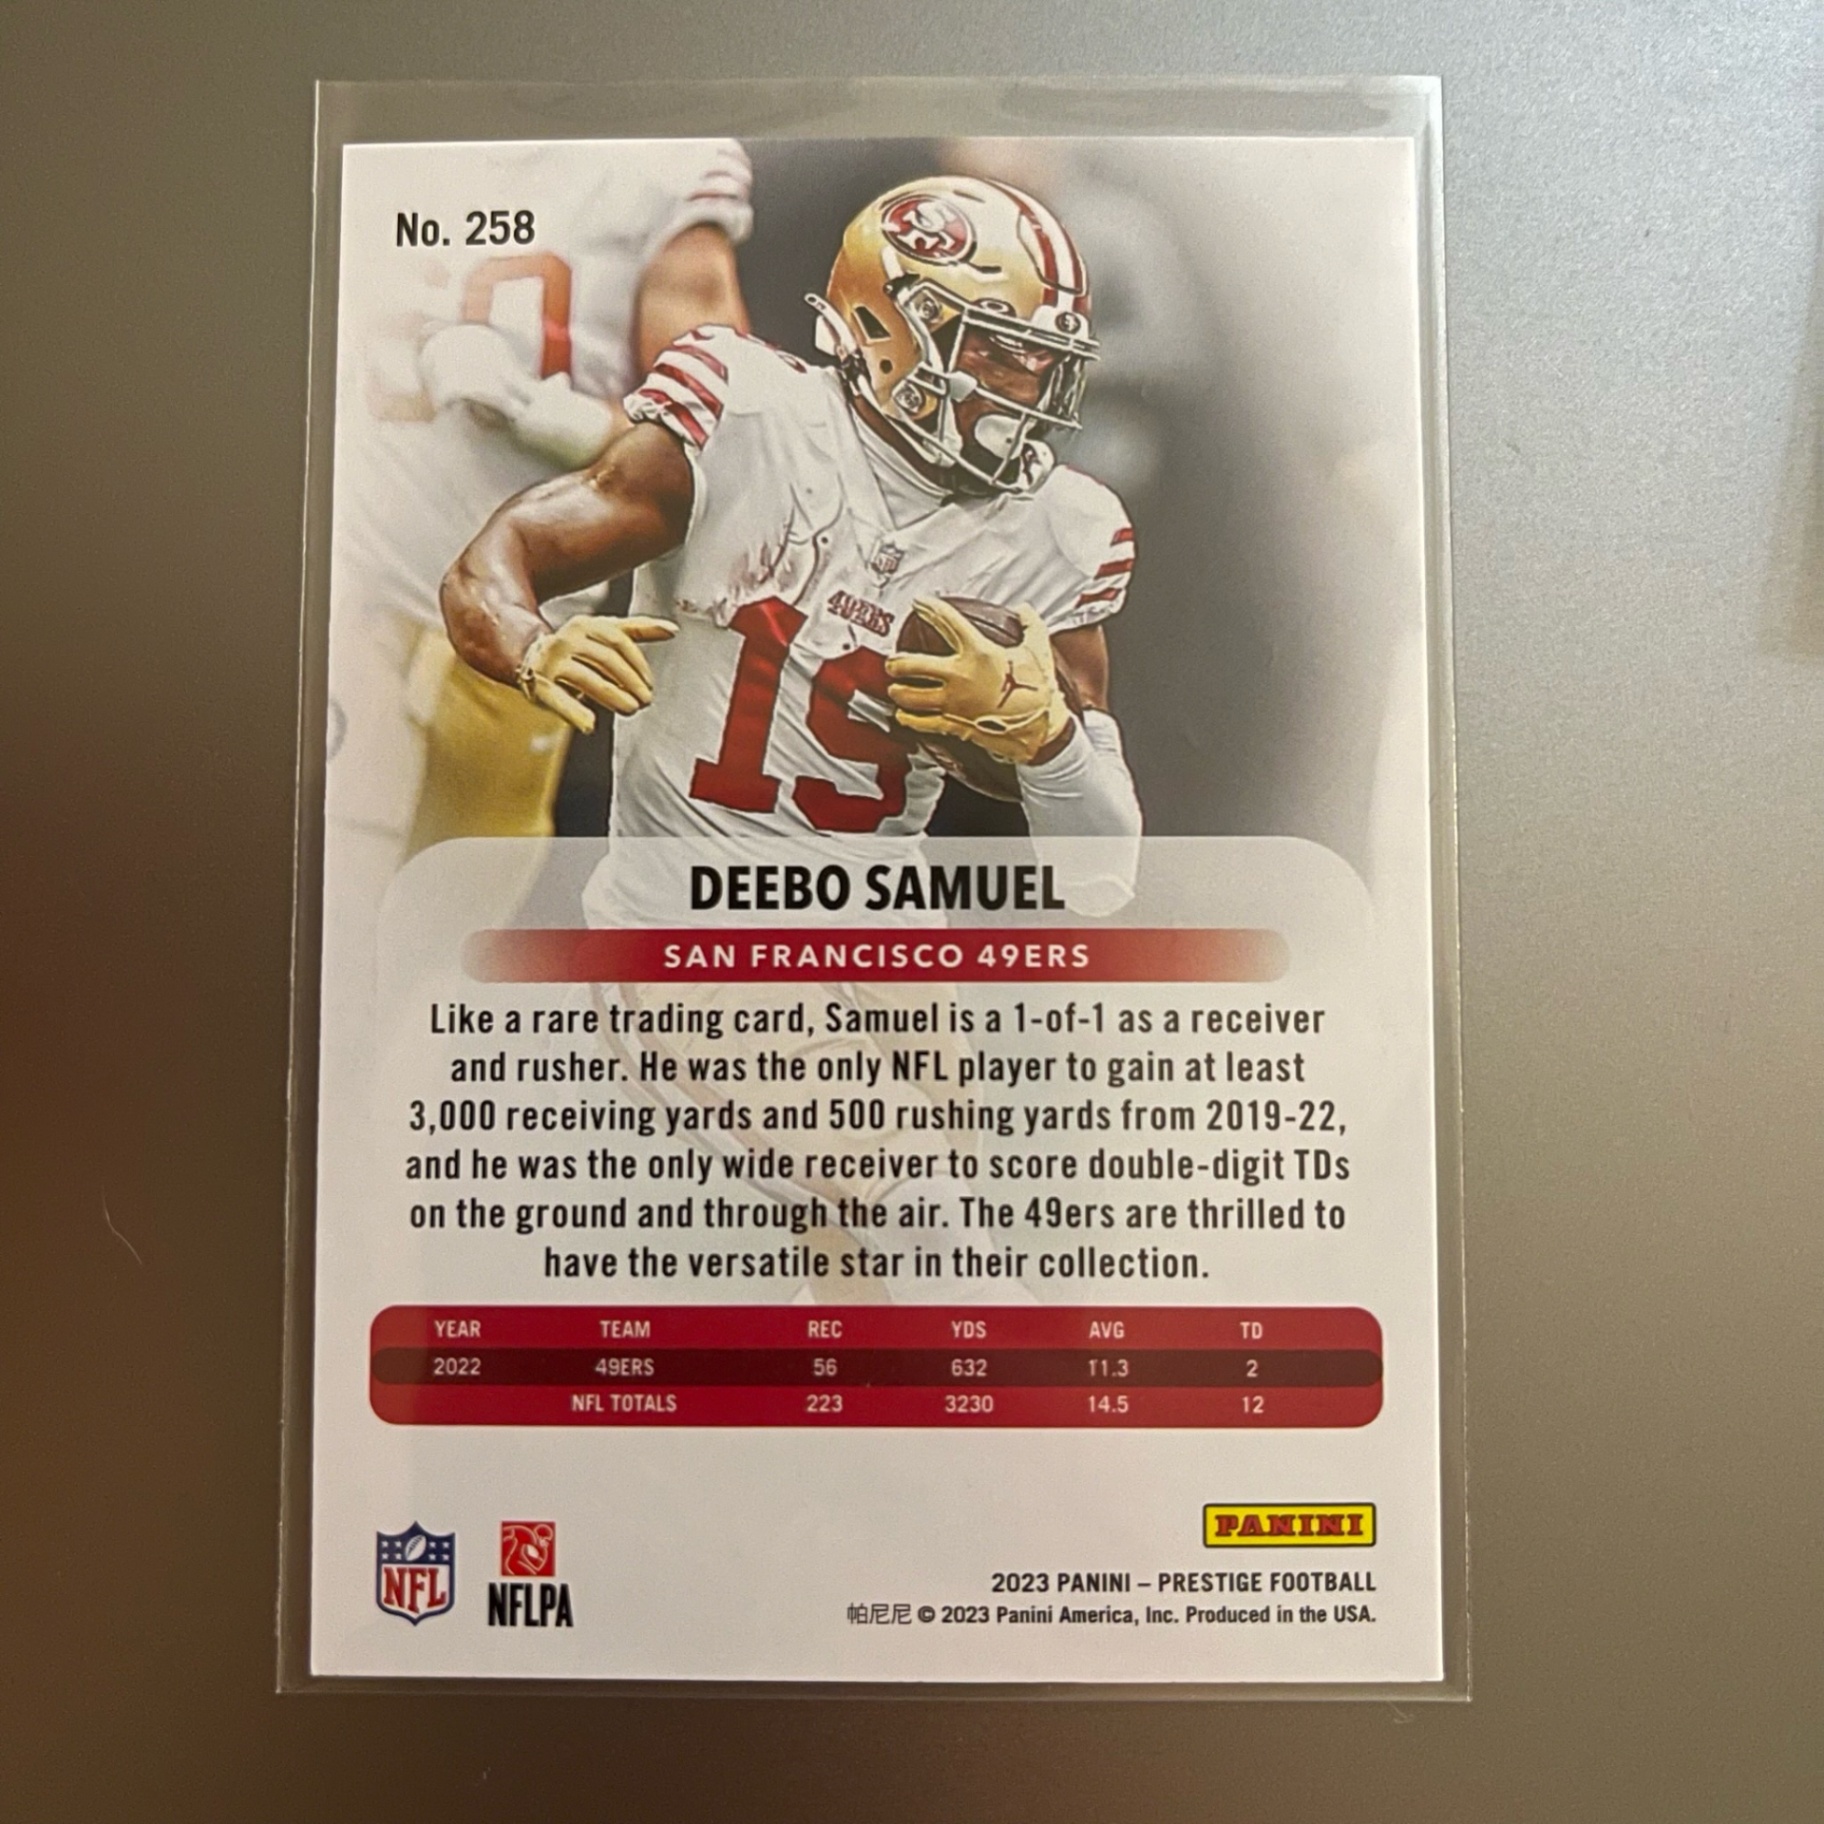 No. 258
49ERS
19
DEEBO SAMUEL
SAN FRANCISCO 49ERS
Like a rare trading card, Samuel is a 1-of-1 as a receiver
and rusher. He was the only NFL player to gain at least
3,000 receiving yards and 500 rushing yards from 2019-22,
and he was the only wide receiver to score double-digit TDs
on the ground and through the air. The 49ers are thrilled to
have the versatile star in their collection.
YEAR TEAM REC YDS AVG TD
2022 49ERS 56 632 11.3 2
NFL TOTALS 223 3230 14.5 12
PANINI
NFL
NFLPA
2023 PANINI – PRESTIGE FOOTBALL
帕尼尼 © 2023 Panini America, Inc. Produced in the USA.